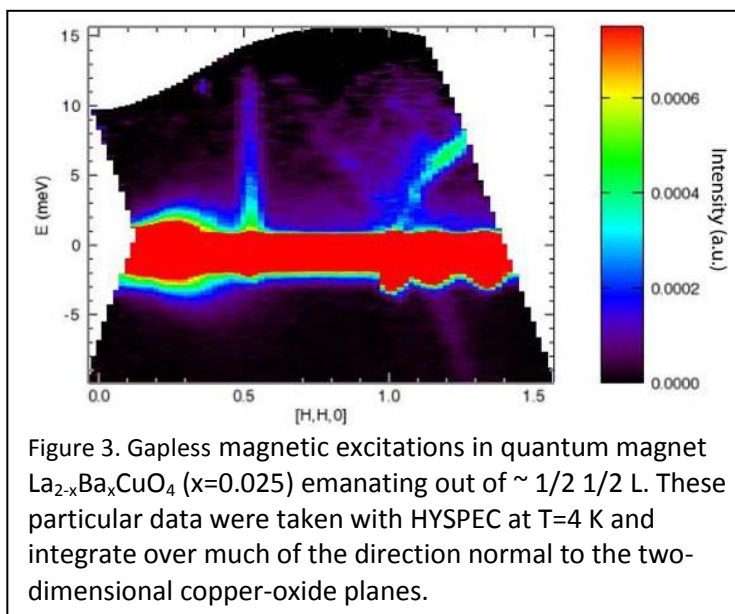 15
10
5
0
-5
E (meV)
0.0 0.5 1.0 1.5
[H,H,0]
0.0006
0.0004
0.0002
0.0000
Intensity (a.u.)
Figure 3. Gapless magnetic excitations in quantum magnet
La2-xBaxCuO4 (x=0.025) emanating out of ~ 1/2 1/2 L. These
particular data were taken with HYSPEC at T=4 K and
integrate over much of the direction normal to the two-
dimensional copper-oxide planes.